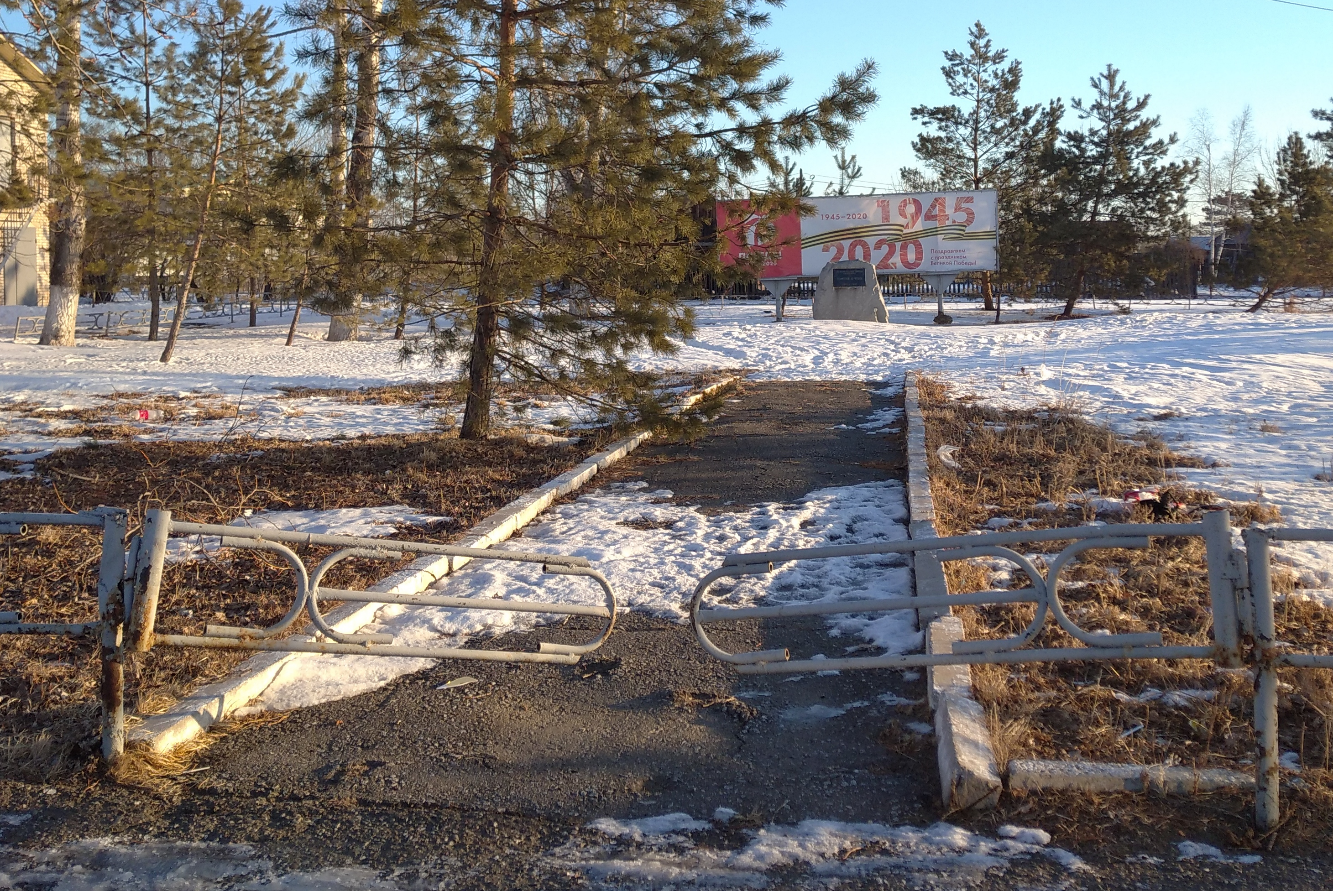 1945-2020
1945
2020
Поздравляем
с праздником
Великой Победы!